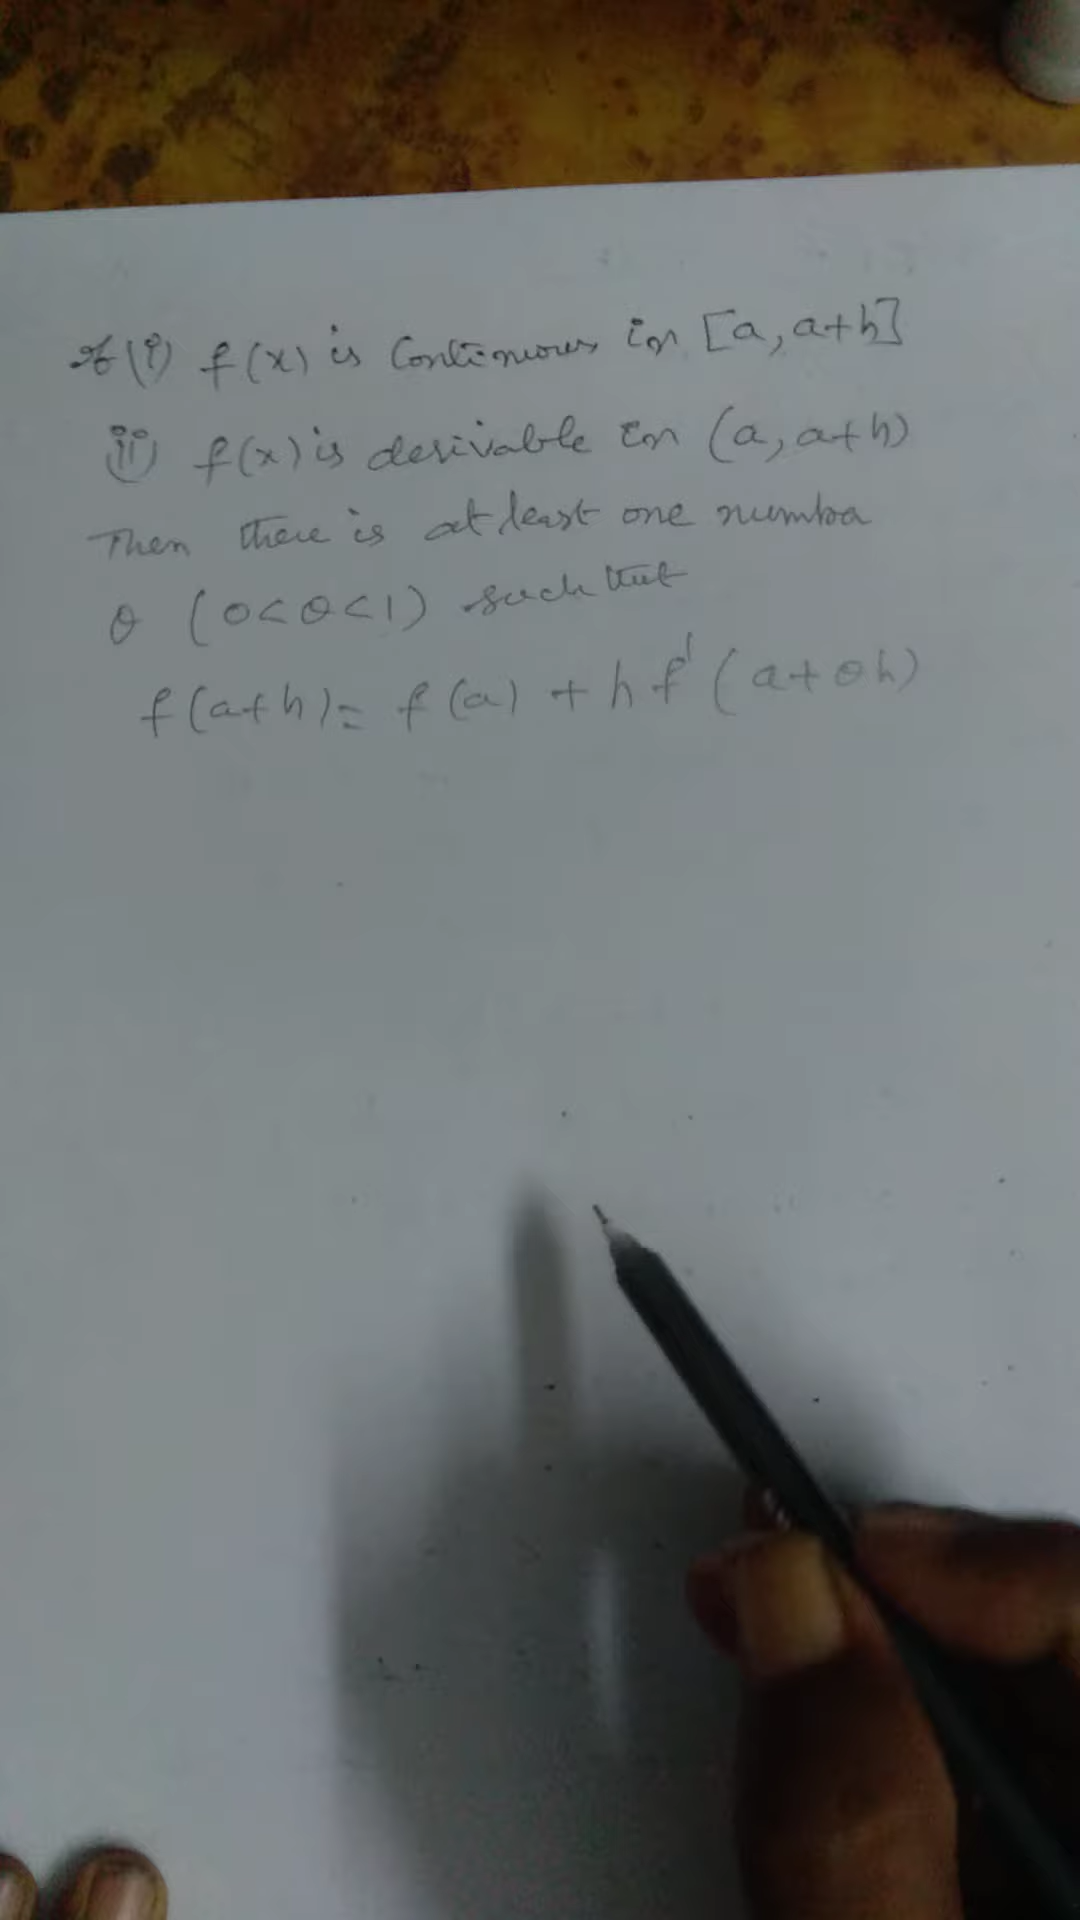 If (i) f(x) is Continuous in [a, a+h]
(ii) f(x) is derivable in (a, a+h)
Then there is at least one number
θ (0<θ<1) such that
f(a+h) = f(a) + h f'(a+θh)